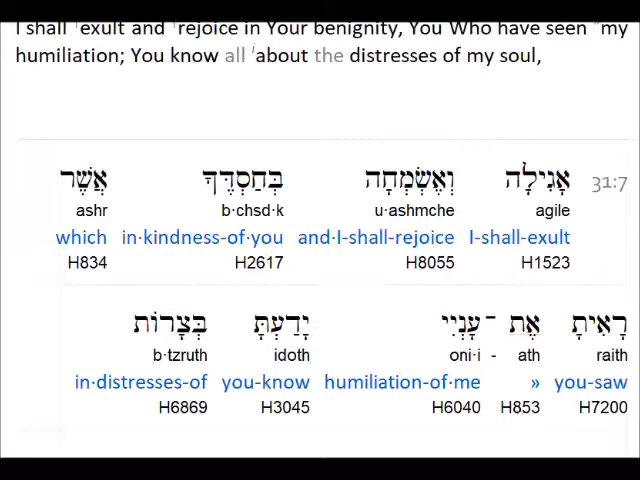 I shall exult and rejoice in Your benignity, You Who have seen "my
humiliation; You know all about the distresses of my soul,
31:7 אָגִילָה וְאֶשְׂמְחָה בְּחַסְדֶּךָ אֲשֶׁר
ashr b·chsd·k u·ashmche agile
which in·kindness-of·you and·I-shall-rejoice I-shall-exult
H834 H2617 H8055 H1523
רָאִיתָ אֶת ־ עָנְיִי יָדַעְתָּ בְּצָרוֹת
b·tzruth idoth oni·i - ath raith
in·distresses-of you-know humiliation-of·me » you-saw
H6869 H3045 H6040 H853 H7200